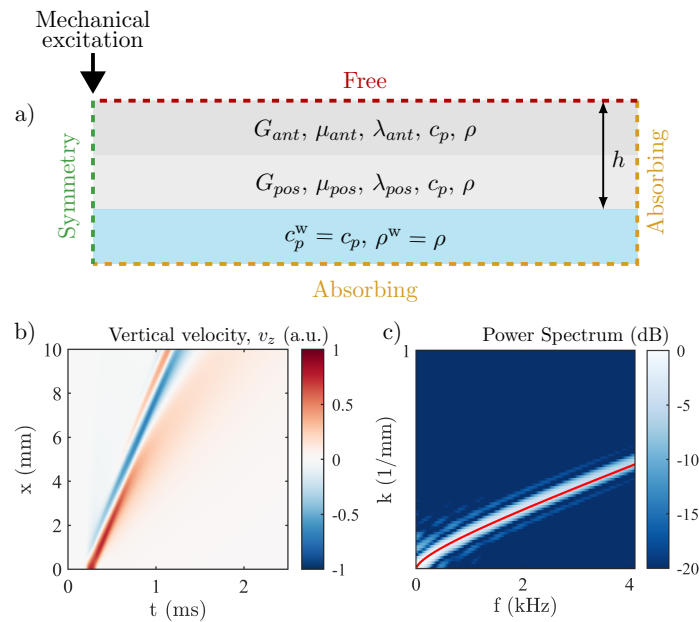 Mechanical
excitation
a)
Free
G_ant, μ_ant, λ_ant, c_p, ρ
h
Symmetry
G_pos, μ_pos, λ_pos, c_p, ρ
Absorbing
c_p^w = c_p, ρ^w = ρ
Absorbing
b)
Vertical velocity, v_z (a.u.)
10
8
6
4
2
0
x (mm)
0
1
2
t (ms)
1
0.5
0
-0.5
-1
c)
Power Spectrum (dB)
1
k (1/mm)
0
2
4
f (kHz)
0
-5
-10
-15
-20